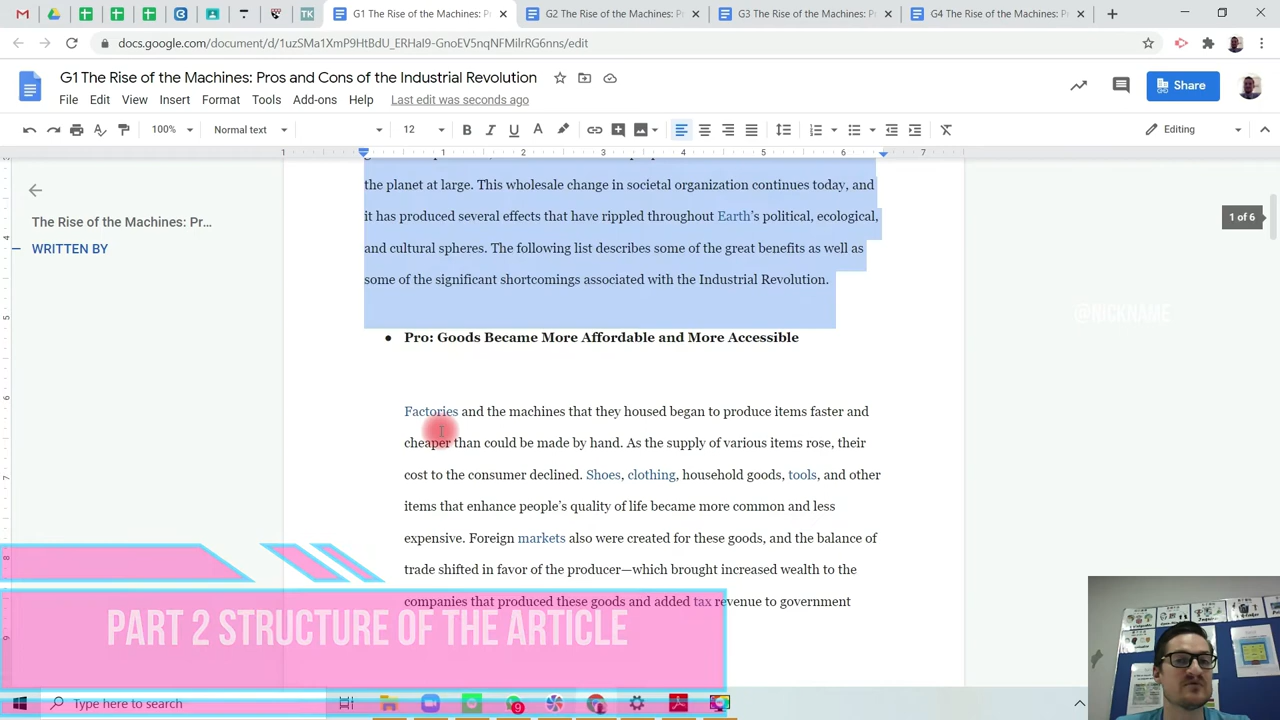 G1 The Rise of the Machines: P
G2 The Rise of the Machines: P
G3 The Rise of the Machines: P
G4 The Rise of the Machines: P
docs.google.com/document/d/1uzSMa1XmP9HtBdU_ERHaI9-GnoEV5nqNFMilrRG6nns/edit
G1 The Rise of the Machines: Pros and Cons of the Industrial Revolution
File Edit View Insert Format Tools Add-ons Help Last edit was seconds ago
Share
100% Normal text 12 Editing
1 1 2 3 4 5 6 7
the planet at large. This wholesale change in societal organization continues today, and
The Rise of the Machines: Pr...
it has produced several effects that have rippled throughout Earth's political, ecological,
1 of 6
WRITTEN BY
and cultural spheres. The following list describes some of the great benefits as well as
some of the significant shortcomings associated with the Industrial Revolution.
@NICKNAME
● Pro: Goods Became More Affordable and More Accessible
Factories and the machines that they housed began to produce items faster and
cheaper than could be made by hand. As the supply of various items rose, their
cost to the consumer declined. Shoes, clothing, household goods, tools, and other
items that enhance people's quality of life became more common and less
expensive. Foreign markets also were created for these goods, and the balance of
trade shifted in favor of the producer—which brought increased wealth to the
companies that produced these goods and added tax revenue to government
PART 2 STRUCTURE OF THE ARTICLE
Type here to search
9